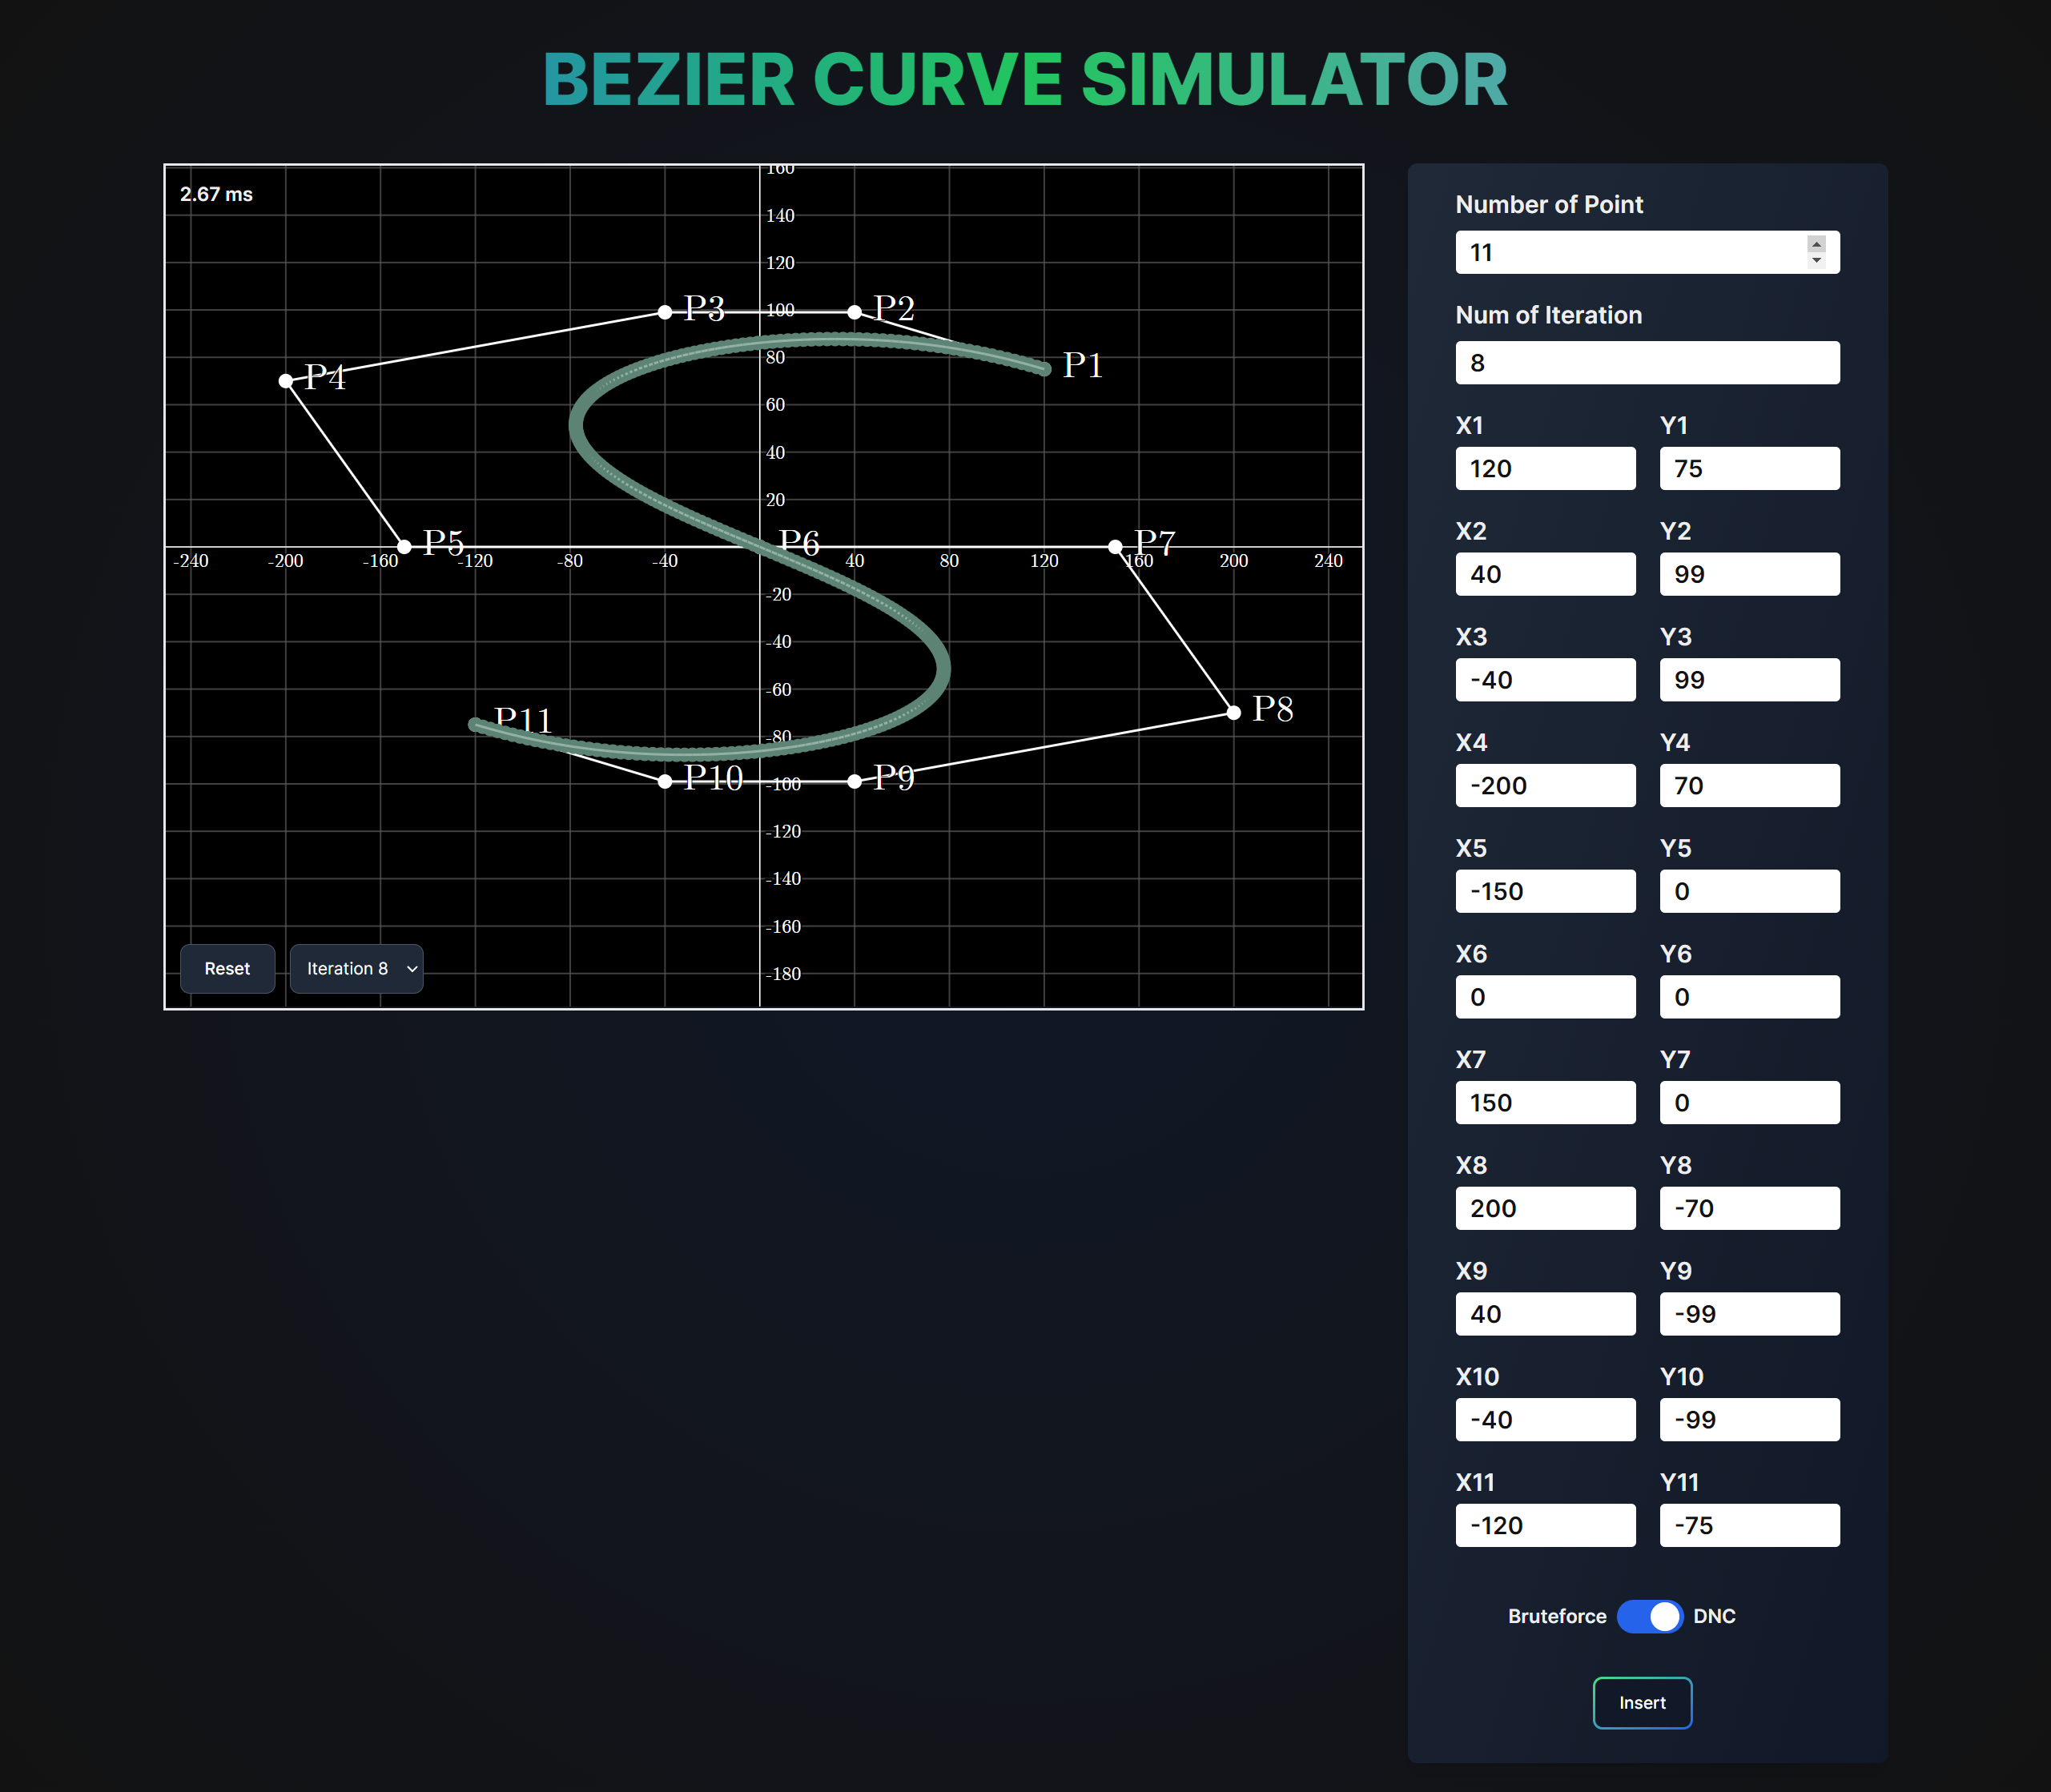 BEZIER CURVE SIMULATOR
2.67 ms
160
140
120
100
80
60
40
20
-20
-40
-60
-80
-100
-120
-140
-160
-180
-240 -200 -160 -120 -80 -40 40 80 120 160 200 240
P3 P2
P1
P4
P5 P6 P7
P8
P11
P10 P9
Reset Iteration 8
Number of Point
11
Num of Iteration
8
X1 Y1
120 75
X2 Y2
40 99
X3 Y3
-40 99
X4 Y4
-200 70
X5 Y5
-150 0
X6 Y6
0 0
X7 Y7
150 0
X8 Y8
200 -70
X9 Y9
40 -99
X10 Y10
-40 -99
X11 Y11
-120 -75
Bruteforce DNC
Insert